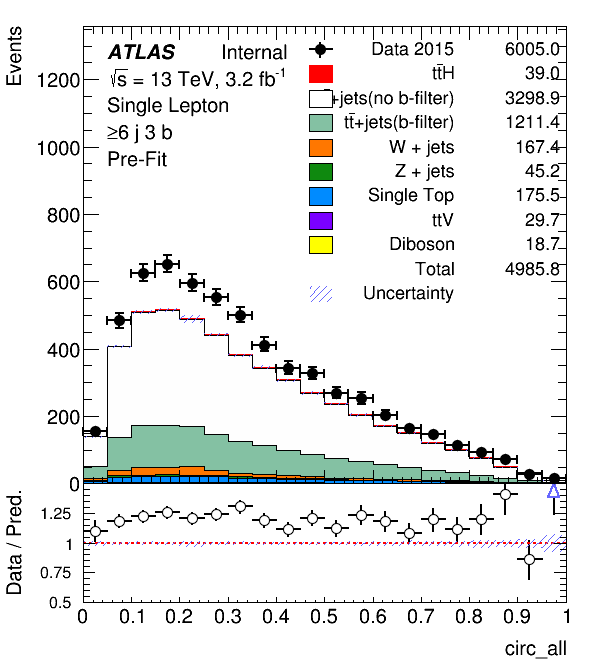 Events
ATLAS Internal
√s = 13 TeV, 3.2 fb⁻¹
Single Lepton
≥6 j 3 b
Pre-Fit
Data 2015 6005.0
tt̄H 39.0
+jets(no b-filter) 3298.9
tt̄+jets(b-filter) 1211.4
W + jets 167.4
Z + jets 45.2
Single Top 175.5
ttV 29.7
Diboson 18.7
Total 4985.8
Uncertainty
1200
1000
800
600
400
200
0
Data / Pred.
1.25
1
0.75
0.5
0 0.1 0.2 0.3 0.4 0.5 0.6 0.7 0.8 0.9 1
circ_all